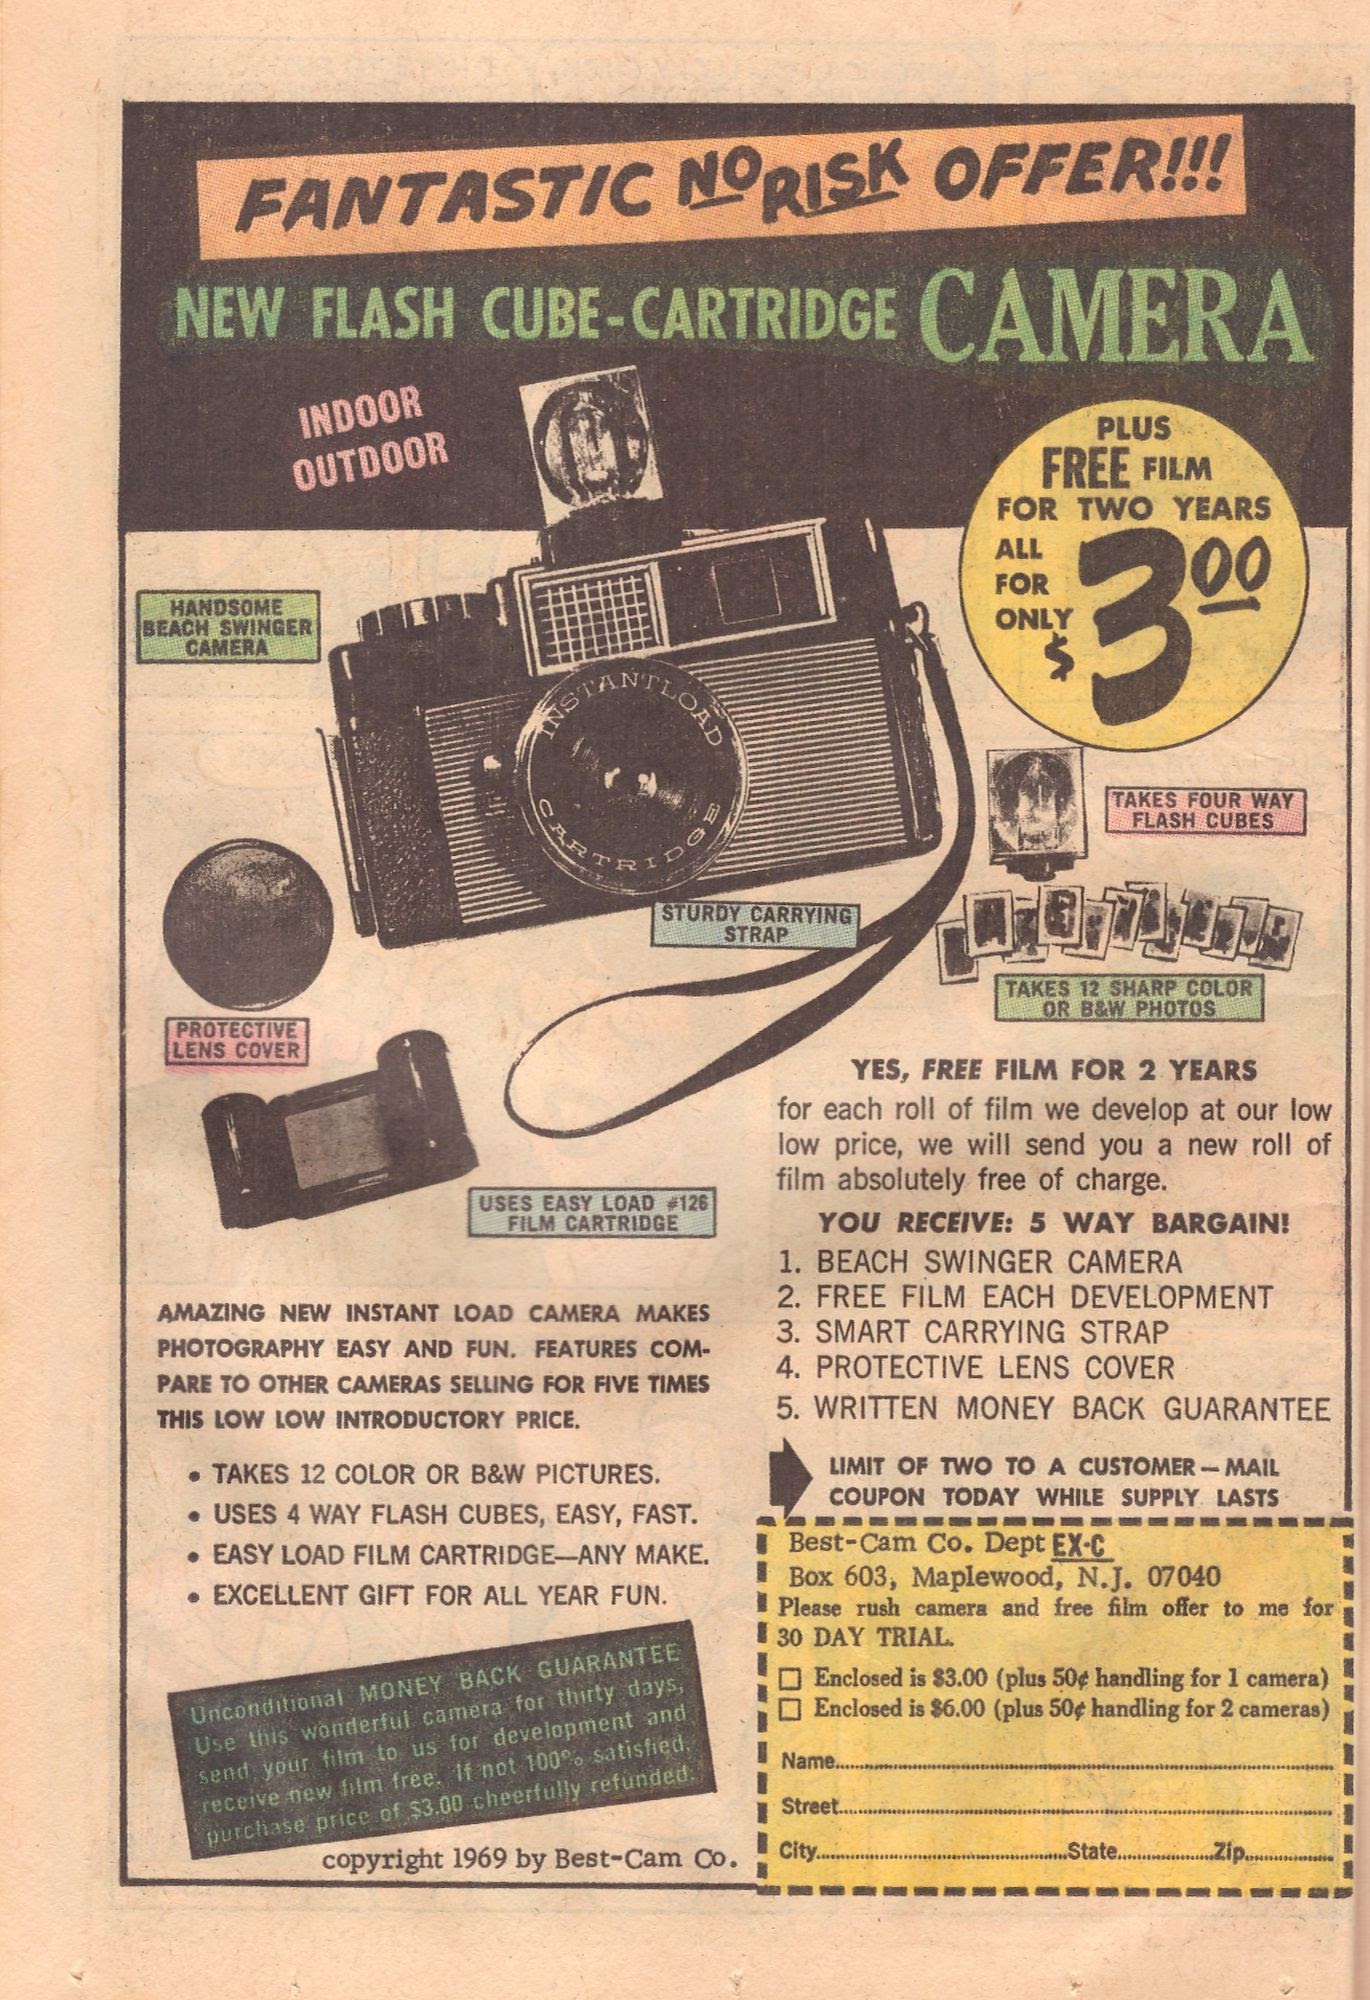 FANTASTIC NO RISK OFFER!!!
NEW FLASH CUBE-CARTRIDGE CAMERA
INDOOR
OUTDOOR
PLUS
FREE FILM
FOR TWO YEARS
ALL
FOR
ONLY
$3.00
HANDSOME
BEACH SWINGER
CAMERA
INSTANTLOAD
CARTRIDGE
TAKES FOUR WAY
FLASH CUBES
STURDY CARRYING
STRAP
TAKES 12 SHARP COLOR
OR B&W PHOTOS
PROTECTIVE
LENS COVER
USES EASY LOAD #126
FILM CARTRIDGE
AMAZING NEW INSTANT LOAD CAMERA MAKES
PHOTOGRAPHY EASY AND FUN. FEATURES COM-
PARE TO OTHER CAMERAS SELLING FOR FIVE TIMES
THIS LOW LOW INTRODUCTORY PRICE.
• TAKES 12 COLOR OR B&W PICTURES.
• USES 4 WAY FLASH CUBES, EASY, FAST.
• EASY LOAD FILM CARTRIDGE—ANY MAKE.
• EXCELLENT GIFT FOR ALL YEAR FUN.
Unconditional MONEY BACK GUARANTEE
Use this wonderful camera for thirty days,
send your film to us for development and
receive new film free. If not 100% satisfied,
purchase price of $3.00 cheerfully refunded.
copyright 1969 by Best-Cam Co.
YES, FREE FILM FOR 2 YEARS
for each roll of film we develop at our low
low price, we will send you a new roll of
film absolutely free of charge.
YOU RECEIVE: 5 WAY BARGAIN!
1. BEACH SWINGER CAMERA
2. FREE FILM EACH DEVELOPMENT
3. SMART CARRYING STRAP
4. PROTECTIVE LENS COVER
5. WRITTEN MONEY BACK GUARANTEE
LIMIT OF TWO TO A CUSTOMER—MAIL
COUPON TODAY WHILE SUPPLY LASTS
Best-Cam Co. Dept EX-C
Box 603, Maplewood, N.J. 07040
Please rush camera and free film offer to me for
30 DAY TRIAL.
☐ Enclosed is $3.00 (plus 50¢ handling for 1 camera)
☐ Enclosed is $6.00 (plus 50¢ handling for 2 cameras)
Name
Street
City State Zip